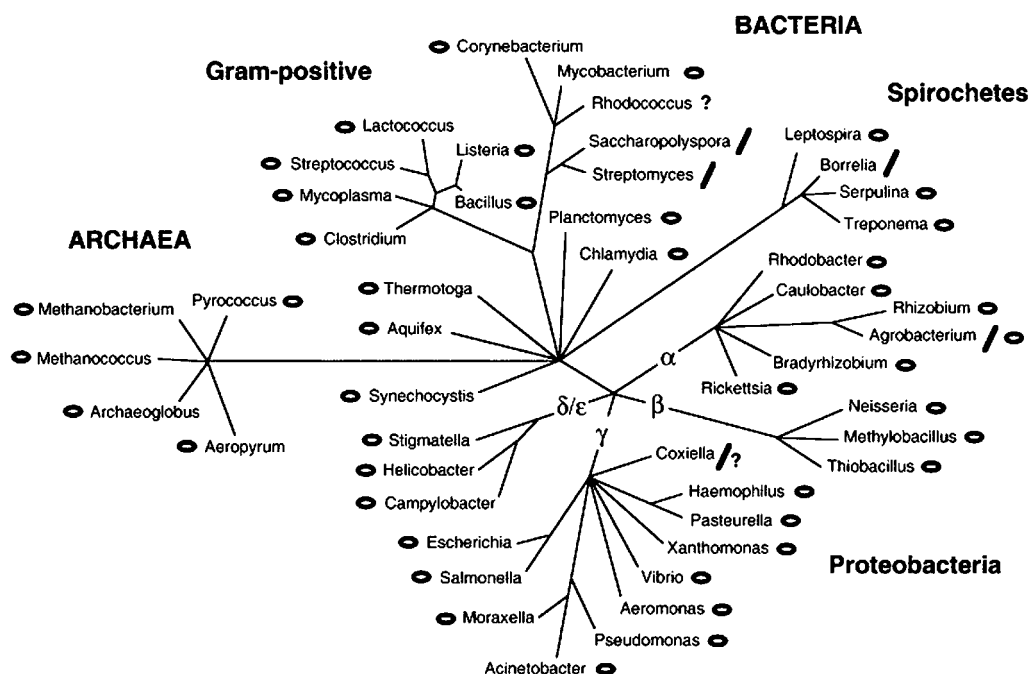 BACTERIA
Corynebacterium
Gram-positive
Mycobacterium
Spirochetes
Rhodococcus ?
Lactococcus
Leptospira
Saccharopolyspora
Listeria
Streptococcus
Borrelia
Streptomyces
Serpulina
Mycoplasma
Bacillus
Planctomyces
Treponema
Clostridium
ARCHAEA
Chlamydia
Rhodobacter
Thermotoga
Caulobacter
Methanobacterium
Pyrococcus
Rhizobium
Aquifex
Agrobacterium
Methanococcus
α
Bradyrhizobium
Rickettsia
Synechocystis
Archaeoglobus
δ/ε
β
Neisseria
Aeropyrum
Stigmatella
γ
Methylobacillus
Coxiella ?
Helicobacter
Thiobacillus
Haemophilus
Campylobacter
Pasteurella
Escherichia
Xanthomonas
Proteobacteria
Salmonella
Vibrio
Moraxella
Aeromonas
Pseudomonas
Acinetobacter